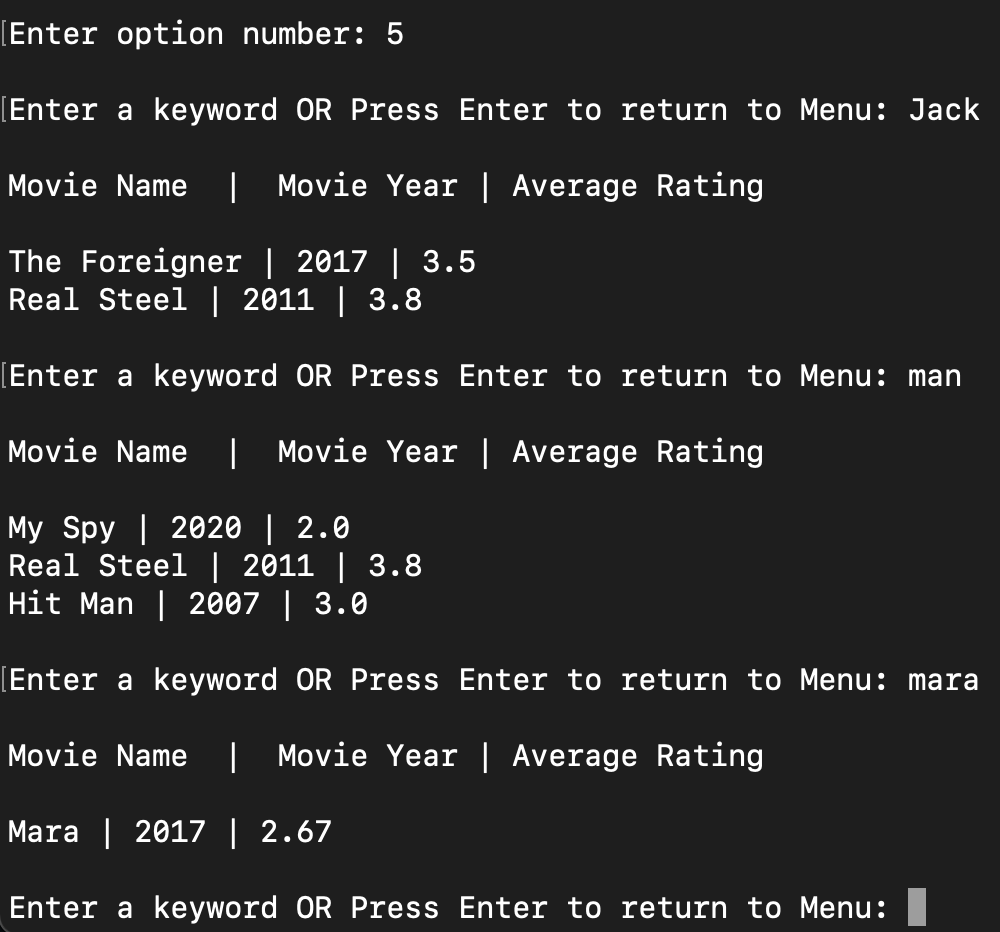 Enter option number: 5
Enter a keyword OR Press Enter to return to Menu: Jack
Movie Name  |  Movie Year | Average Rating
The Foreigner | 2017 | 3.5
Real Steel | 2011 | 3.8
Enter a keyword OR Press Enter to return to Menu: man
Movie Name  |  Movie Year | Average Rating
My Spy | 2020 | 2.0
Real Steel | 2011 | 3.8
Hit Man | 2007 | 3.0
Enter a keyword OR Press Enter to return to Menu: mara
Movie Name  |  Movie Year | Average Rating
Mara | 2017 | 2.67
Enter a keyword OR Press Enter to return to Menu: